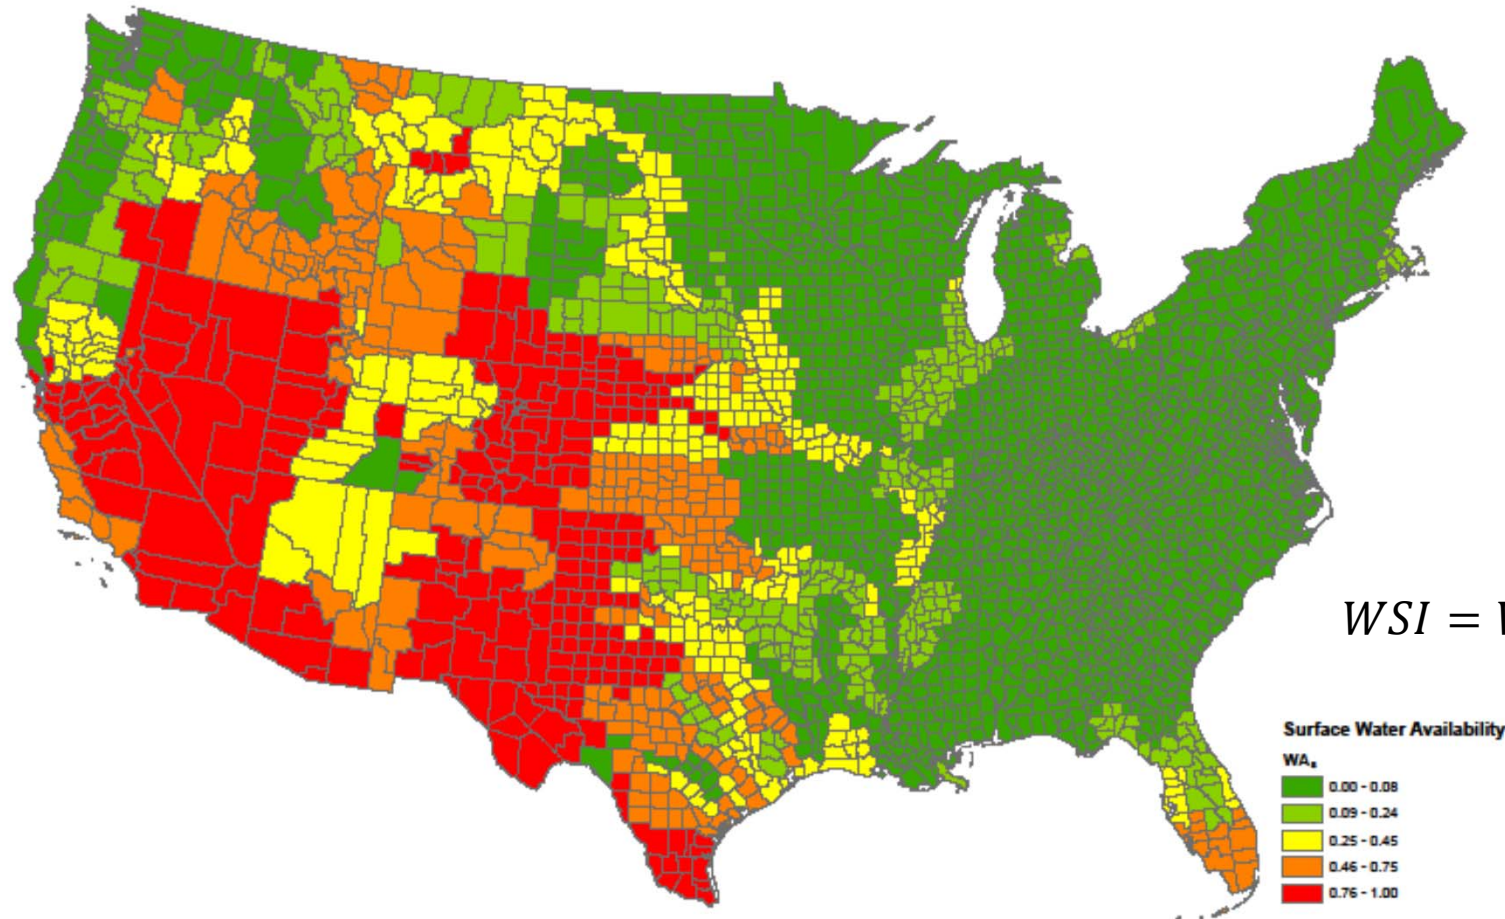 WSI = W
Surface Water Availability
WAs
0.00 - 0.08
0.09 - 0.24
0.25 - 0.45
0.46 - 0.75
0.76 - 1.00